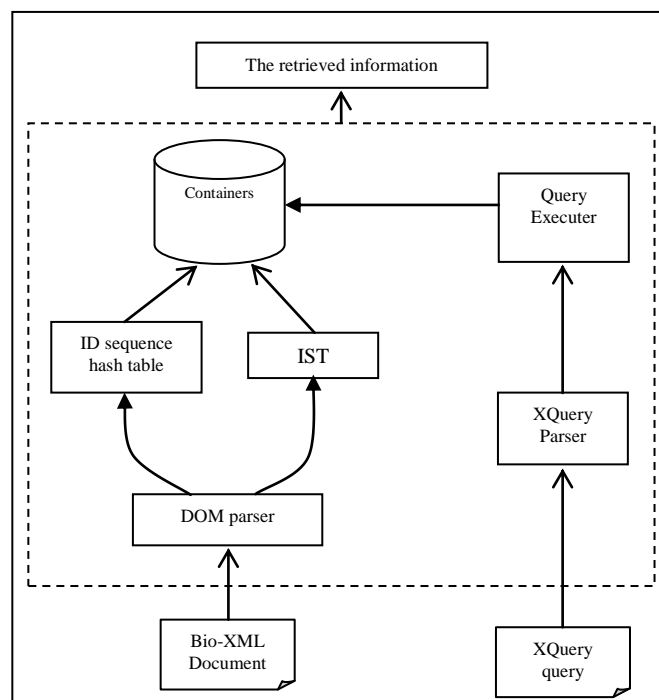 The retrieved information
Containers
Query
Executer
ID sequence
hash table
IST
XQuery
Parser
DOM parser
Bio-XML
Document
XQuery
query